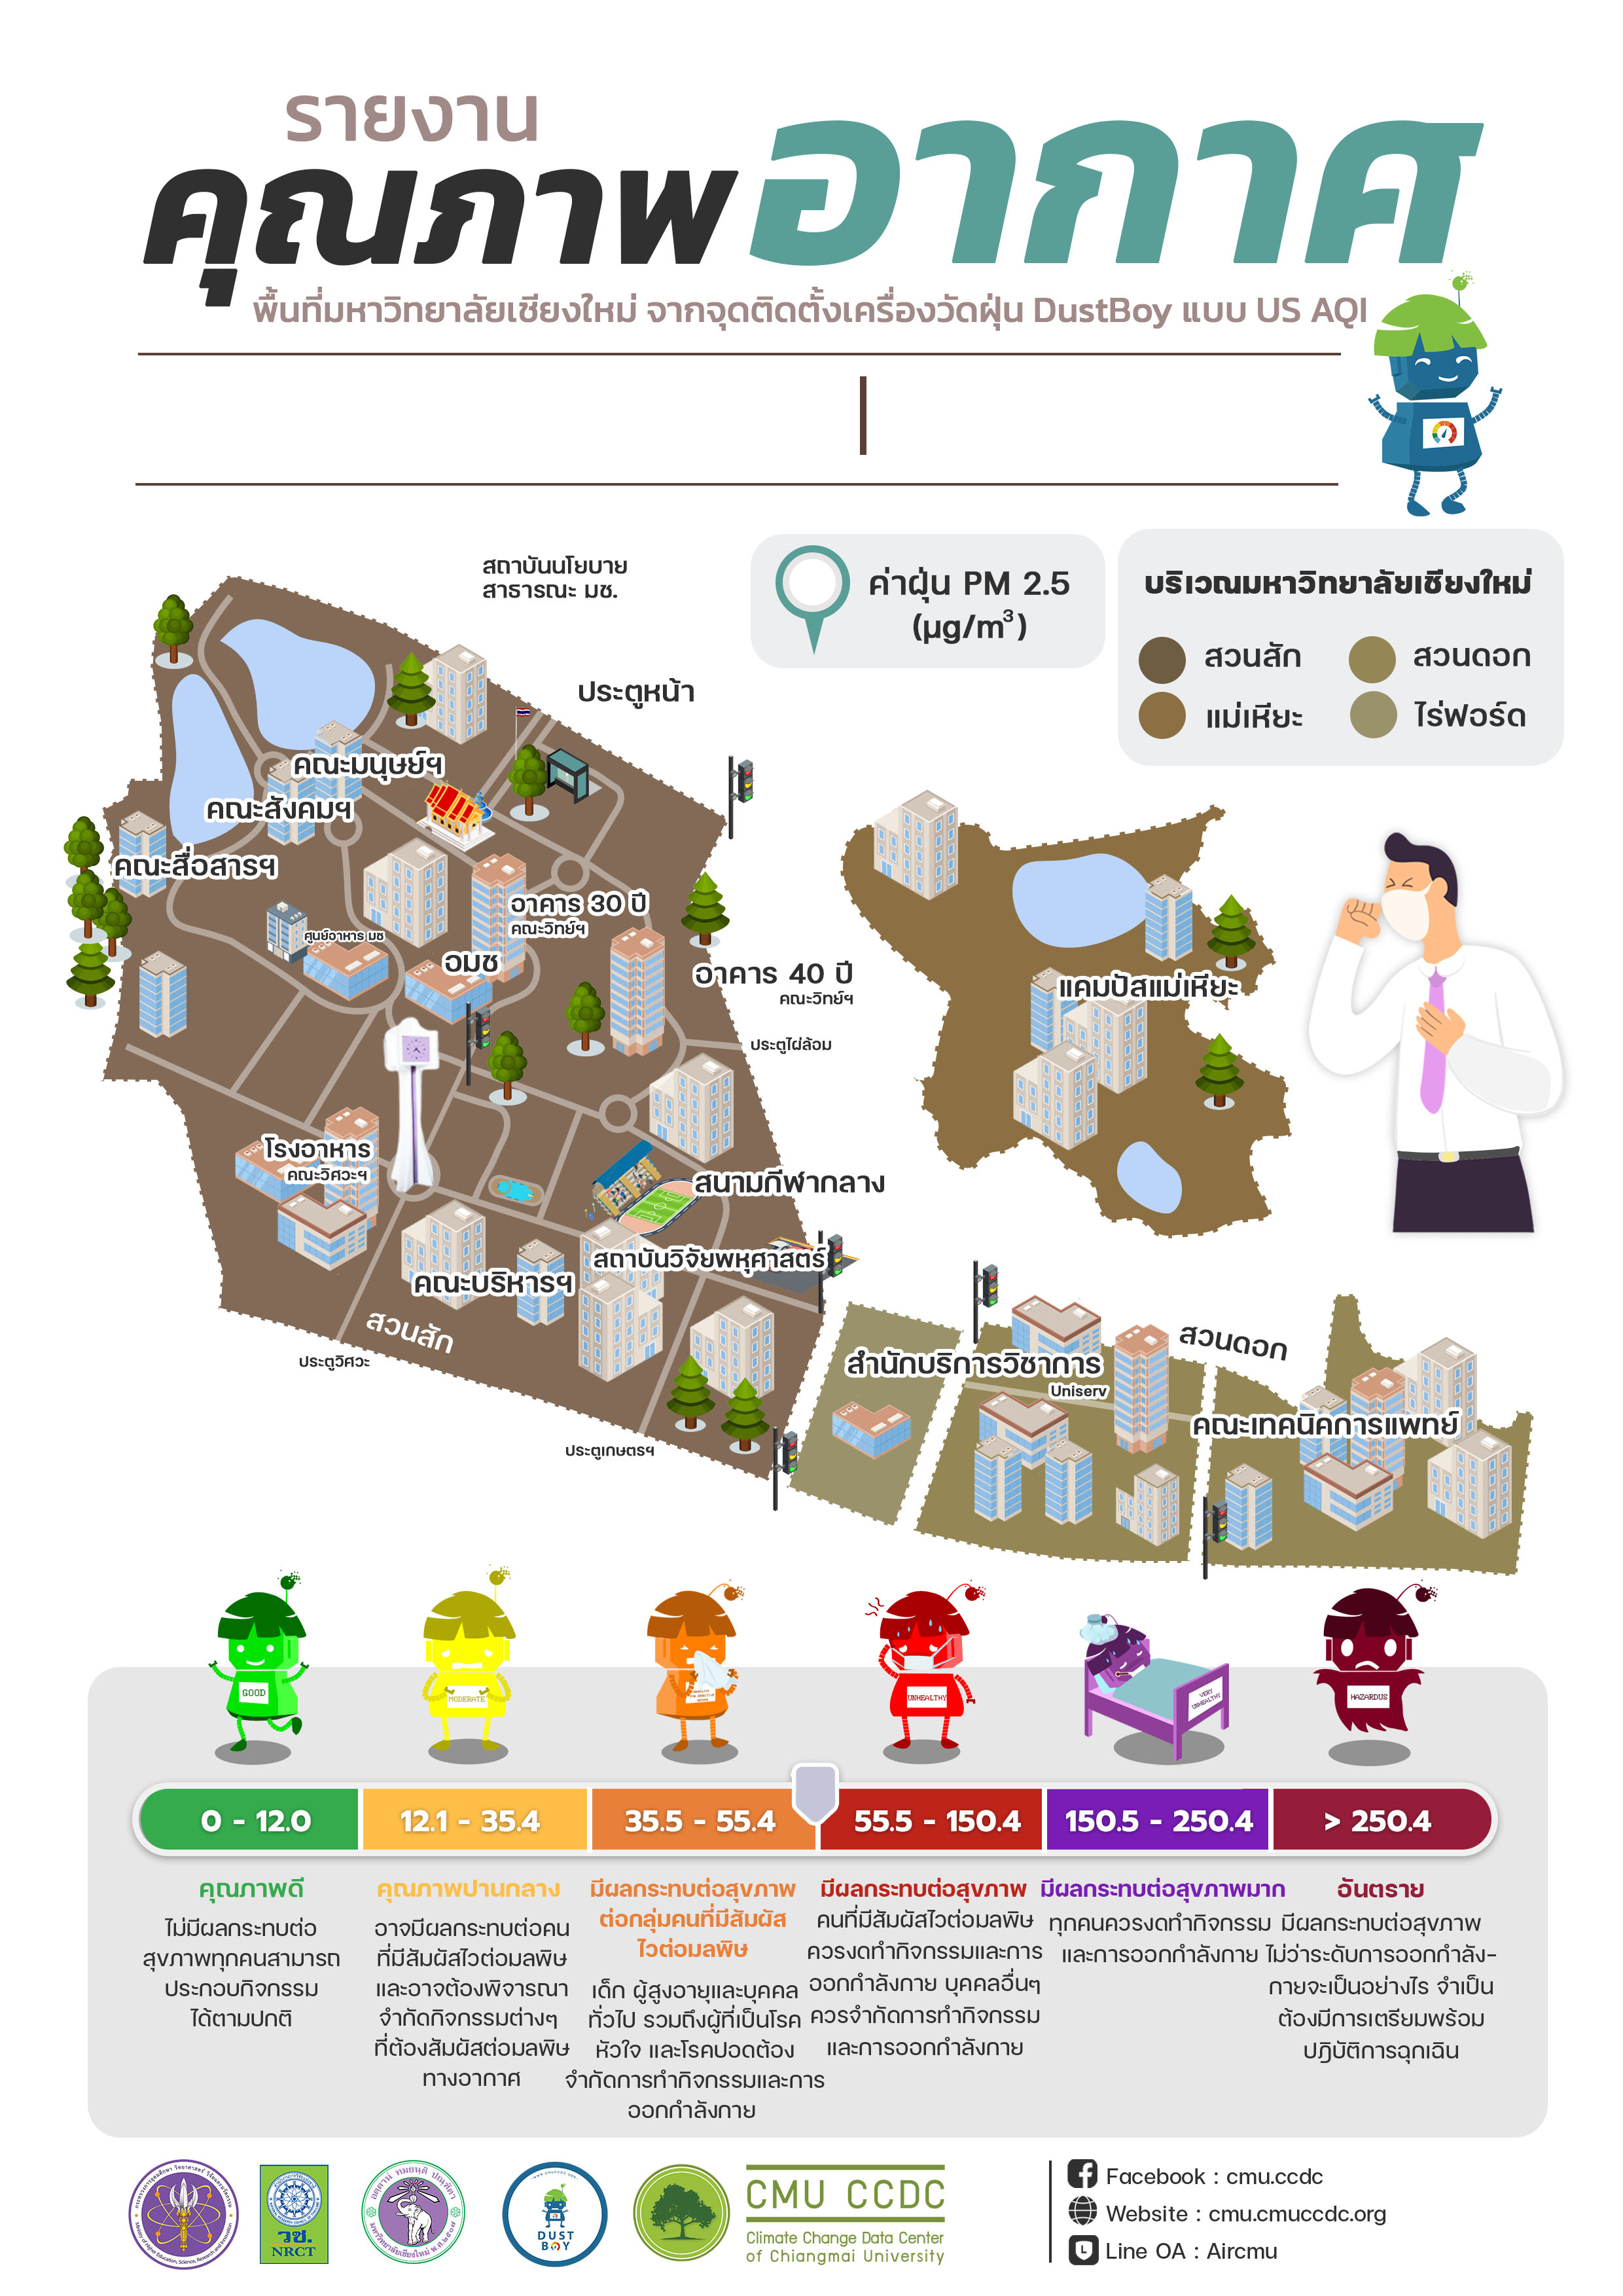 รายงาน
คุณภาพอากาศ
พื้นที่มหาวิทยาลัยเชียงใหม่ จากจุดติดตั้งเครื่องวัดฝุ่น DustBoy แบบ US AQI
สถาบันนโยบาย
สาธารณะ มช.
ค่าฝุ่น PM 2.5
(µg/m³)
บริเวณมหาวิทยาลัยเชียงใหม่
สวนสัก
สวนดอก
แม่เหียะ
ไร่ฟอร์ด
ประตูหน้า
คณะมนุษย์ฯ
คณะสังคมฯ
คณะสื่อสารฯ
อาคาร 30 ปี
คณะวิทย์ฯ
ศูนย์อาหาร มช
อมช
อาคาร 40 ปี
คณะวิทย์ฯ
ประตูไผ่ล้อม
แคมปัสแม่เหียะ
โรงอาหาร
คณะวิศวะฯ
สนามกีฬากลาง
สถาบันวิจัยพหุศาสตร์
คณะบริหารฯ
สวนสัก
ประตูวิศวะ
ประตูเกษตรฯ
สำนักบริการวิชาการ
Uniserv
สวนดอก
คณะเทคนิคการแพทย์
GOOD
MODERATE
UNHEALTHY
VERY
UNHEALTHY
HAZARDUS
0 - 12.0
12.1 - 35.4
35.5 - 55.4
55.5 - 150.4
150.5 - 250.4
> 250.4
คุณภาพดี
ไม่มีผลกระทบต่อ
สุขภาพทุกคนสามารถ
ประกอบกิจกรรม
ได้ตามปกติ
คุณภาพปานกลาง
อาจมีผลกระทบต่อคน
ที่มีสัมผัสไวต่อมลพิษ
และอาจต้องพิจารณา
จำกัดกิจกรรมต่างๆ
ที่ต้องสัมผัสต่อมลพิษ
ทางอากาศ
มีผลกระทบต่อสุขภาพ
ต่อกลุ่มคนที่มีสัมผัส
ไวต่อมลพิษ
เด็ก ผู้สูงอายุและบุคคล
ทั่วไป รวมถึงผู้ที่เป็นโรค
หัวใจ และโรคปอดต้อง
จำกัดการทำกิจกรรมและการ
ออกกำลังกาย
มีผลกระทบต่อสุขภาพ
คนที่มีสัมผัสไวต่อมลพิษ
ควรงดทำกิจกรรมและการ
ออกกำลังกาย บุคคลอื่นๆ
ควรจำกัดการทำกิจกรรม
และการออกกำลังกาย
มีผลกระทบต่อสุขภาพมาก
ทุกคนควรงดทำกิจกรรม
และการออกกำลังกาย
อันตราย
มีผลกระทบต่อสุขภาพ
ไม่ว่าระดับการออกกำลัง-
กายจะเป็นอย่างไร จำเป็น
ต้องมีการเตรียมพร้อม
ปฏิบัติการฉุกเฉิน
วช.
NRCT
DUST
BOY
CMU CCDC
Climate Change Data Center
of Chiangmai University
Facebook : cmu.ccdc
Website : cmu.cmuccdc.org
Line OA : Aircmu